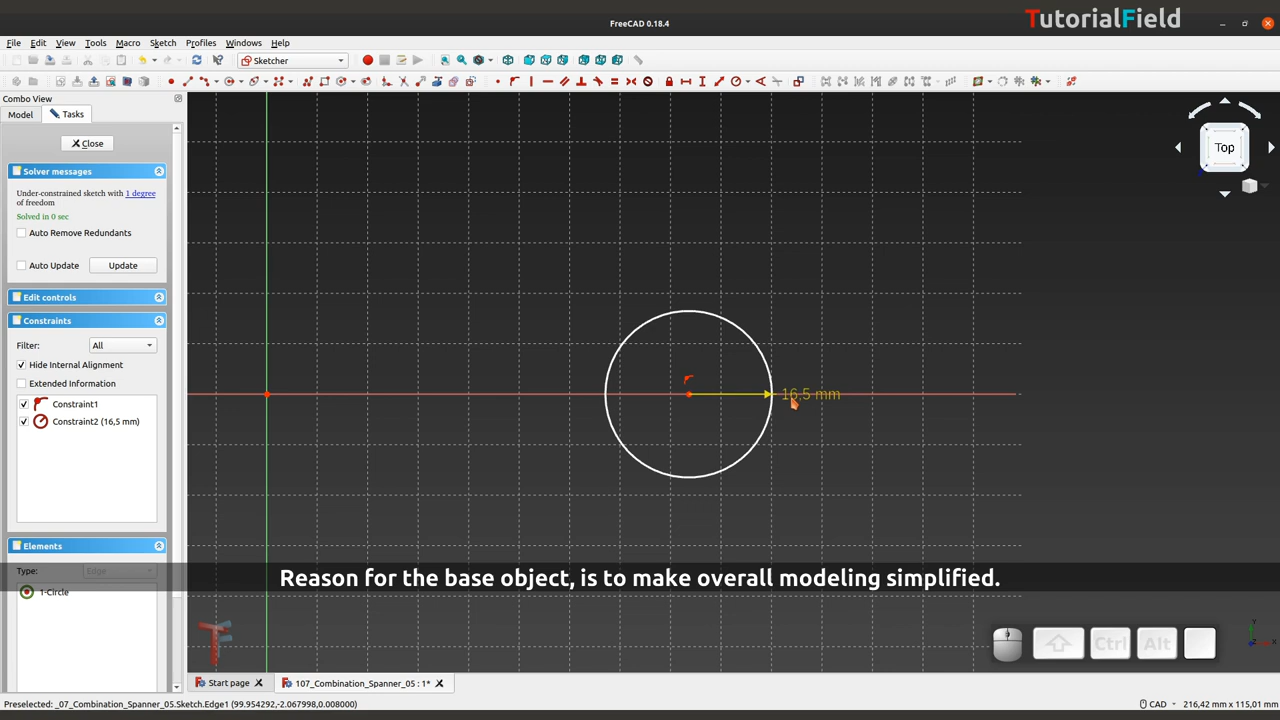 FreeCAD 0.18.4
TutorialField
File Edit View Tools Macro Sketch Profiles Windows Help
Sketcher
Combo View
Model Tasks
Close
Solver messages
Under-constrained sketch with 1 degree
of freedom
Solved in 0 sec
Auto Remove Redundants
Auto Update Update
Edit controls
Constraints
Filter: All
Hide Internal Alignment
Extended Information
Constraint1
Constraint2 (16,5 mm)
Elements
Type: Edge
1-Circle
16,5 mm
Top
Reason for the base object, is to make overall modeling simplified.
Ctrl Alt
Start page 107_Combination_Spanner_05 : 1*
Preselected: _07_Combination_Spanner_05.Sketch.Edge1 (99.954292,-2.067998,0.008000) CAD 216,42 mm x 115,01 mm